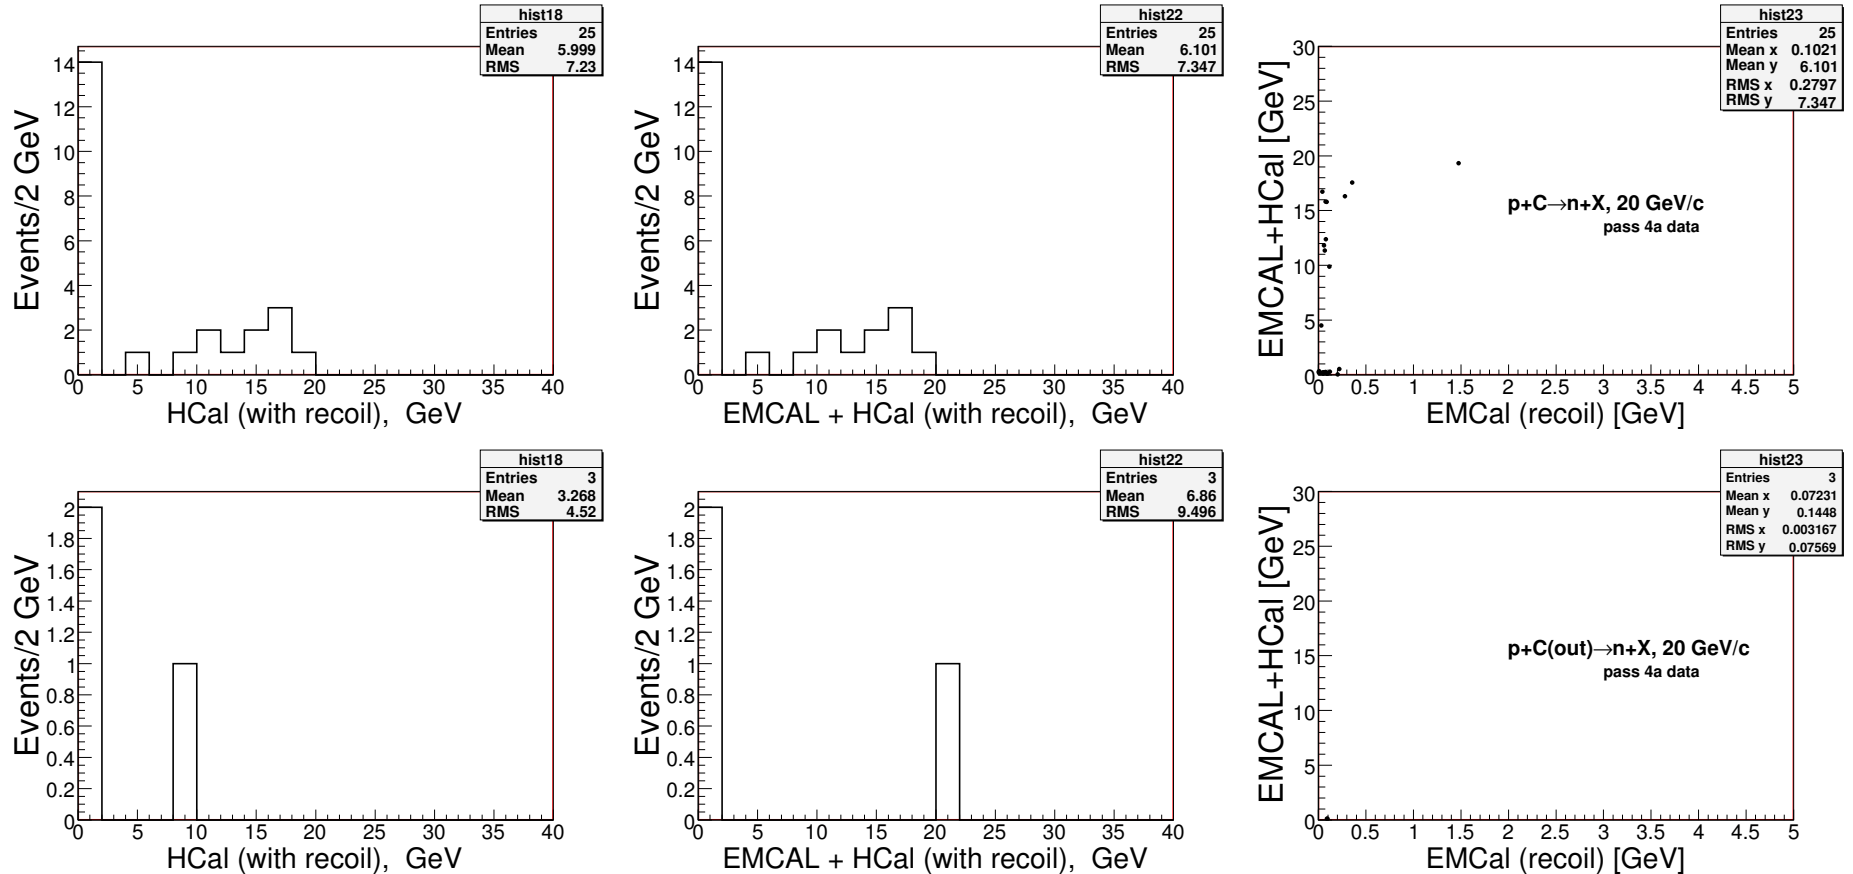 hist18
Entries 25
Mean 5.999
RMS 7.23
Events/2 GeV
14
12
10
8
6
4
2
0
0 5 10 15 20 25 30 35 40
HCal (with recoil), GeV
hist22
Entries 25
Mean 6.101
RMS 7.347
Events/2 GeV
14
12
10
8
6
4
2
0
0 5 10 15 20 25 30 35 40
EMCAL + HCal (with recoil), GeV
hist23
Entries 25
Mean x 0.1021
Mean y 6.101
RMS x 0.2797
RMS y 7.347
EMCAL+HCal [GeV]
30
25
20
15
10
5
0
p+C→n+X, 20 GeV/c
pass 4a data
0 0.5 1 1.5 2 2.5 3 3.5 4 4.5 5
EMCal (recoil) [GeV]
hist18
Entries 3
Mean 3.268
RMS 4.52
Events/2 GeV
2
1.8
1.6
1.4
1.2
1
0.8
0.6
0.4
0.2
0
0 5 10 15 20 25 30 35 40
HCal (with recoil), GeV
hist22
Entries 3
Mean 6.86
RMS 9.496
Events/2 GeV
2
1.8
1.6
1.4
1.2
1
0.8
0.6
0.4
0.2
0
0 5 10 15 20 25 30 35 40
EMCAL + HCal (with recoil), GeV
hist23
Entries 3
Mean x 0.07231
Mean y 0.1448
RMS x 0.003167
RMS y 0.07569
EMCAL+HCal [GeV]
30
25
20
15
10
5
0
p+C(out)→n+X, 20 GeV/c
pass 4a data
0 0.5 1 1.5 2 2.5 3 3.5 4 4.5 5
EMCal (recoil) [GeV]